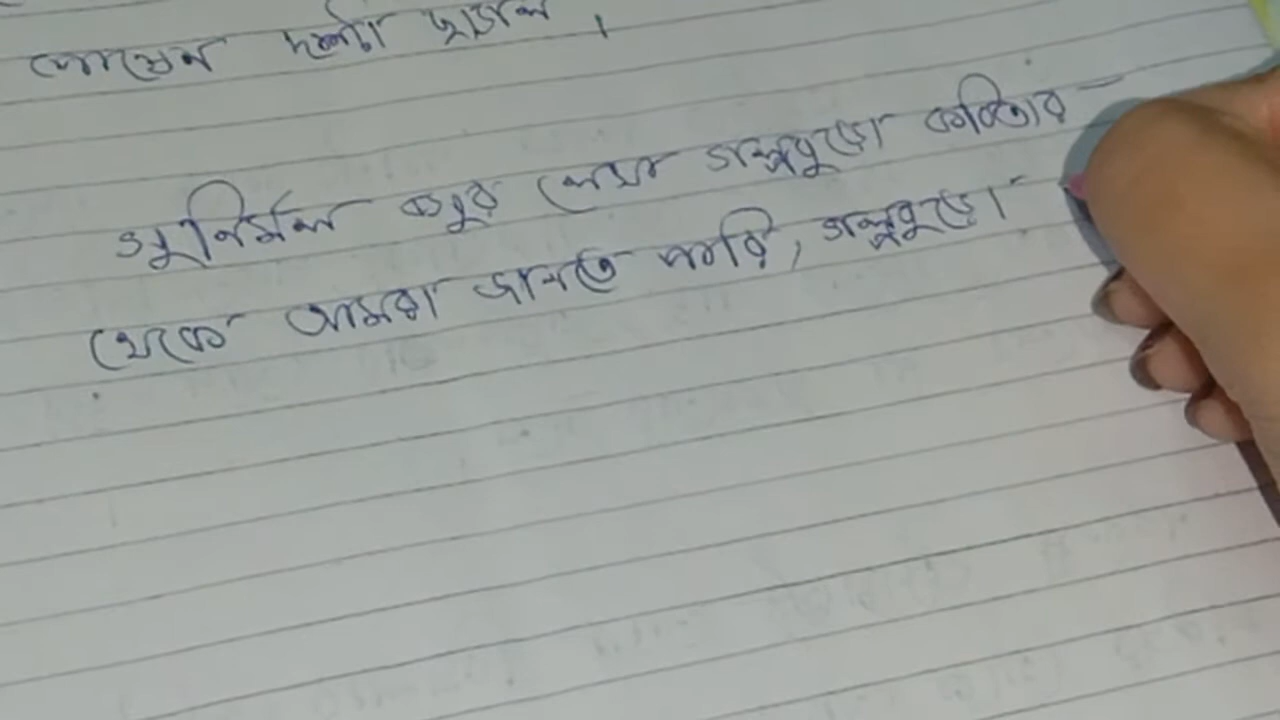 সুনির্মল বসুর লেখা গল্পবুড়ো কবিতার
থেকে আমরা জানতে পারি, গল্পবুড়ো